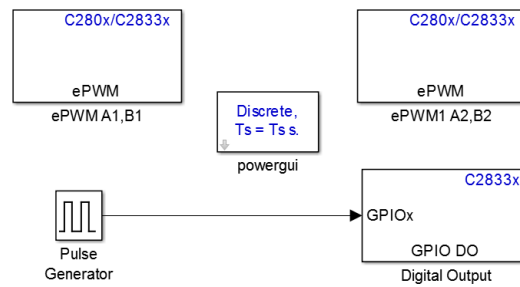 C280x/C2833x
ePWM
ePWM A1,B1
C280x/C2833x
ePWM
ePWM1 A2,B2
Discrete,
Ts = Ts s.
powergui
Pulse
Generator
C2833x
GPIOx
GPIO DO
Digital Output